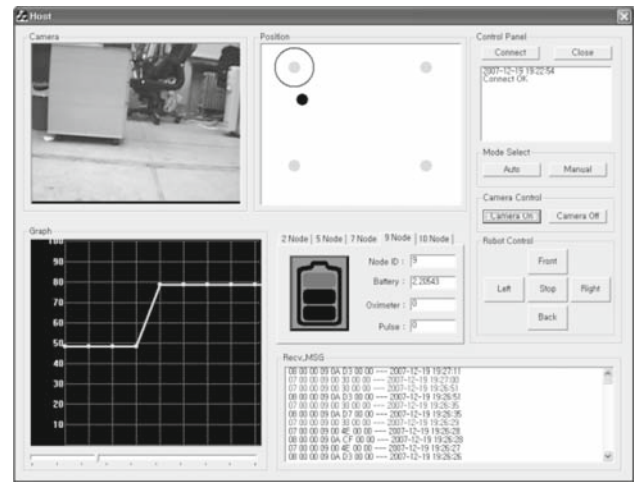 Host
Camera
Position
Control Panel
Connect Close
2007-12-19 19:22:54
Connect OK
Mode Select
Auto Manual
Camera Control
Camera On Camera Off
Robot Control
Front
Left Stop Right
Back
Graph
100
90
80
70
60
50
40
30
20
10
2 Node 5 Node 7 Node 9 Node 10 Node
Node ID : 9
Battery : 2.20543
Oximeter : 0
Pulse : 0
Recv_MSG
08 00 00 09 0A D3 00 00 --- 2007-12-19 19:27:11
07 00 00 09 00 30 00 00 --- 2007-12-19 19:27:00
07 00 00 09 00 30 00 00 --- 2007-12-19 19:26:51
08 00 00 09 0A D3 00 00 --- 2007-12-19 19:26:51
07 00 00 09 00 30 00 00 --- 2007-12-19 19:26:35
08 00 00 09 0A D7 00 00 --- 2007-12-19 19:26:35
07 00 00 09 00 30 00 00 --- 2007-12-19 19:26:29
07 00 00 09 00 4E 00 00 --- 2007-12-19 19:26:28
08 00 00 09 0A CF 00 00 --- 2007-12-19 19:26:28
07 00 00 09 00 4E 00 00 --- 2007-12-19 19:26:27
08 00 00 09 0A D3 00 00 --- 2007-12-19 19:26:26